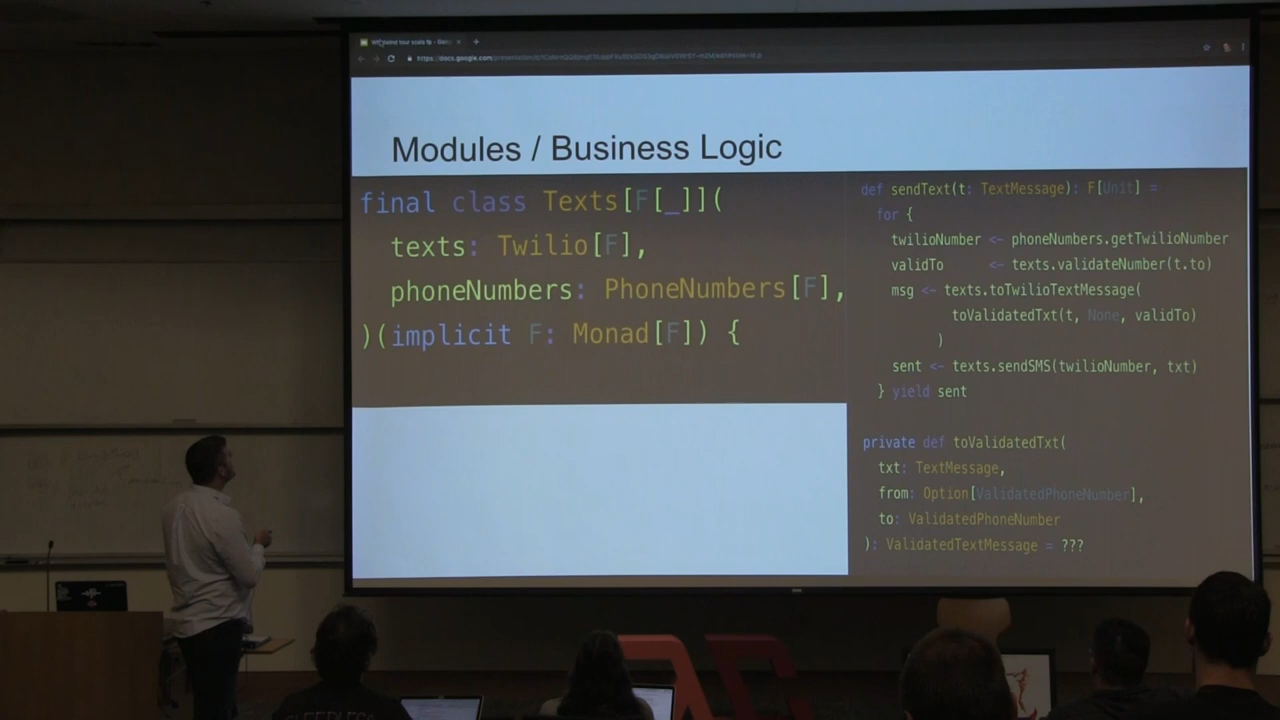 Modules / Business Logic
final class Texts[F[_]](
texts: Twilio[F],
phoneNumbers: PhoneNumbers[F],
)(implicit F: Monad[F]) {
def sendText(t: TextMessage): F[Unit] =
for {
twilioNumber <- phoneNumbers.getTwilioNumber
validTo <- texts.validateNumber(t.to)
msg <- texts.toTwilioTextMessage(
toValidatedTxt(t, None, validTo)
)
sent <- texts.sendSMS(twilioNumber, txt)
} yield sent
private def toValidatedTxt(
txt: TextMessage,
from: Option[ValidatedPhoneNumber],
to: ValidatedPhoneNumber
): ValidatedTextMessage = ???